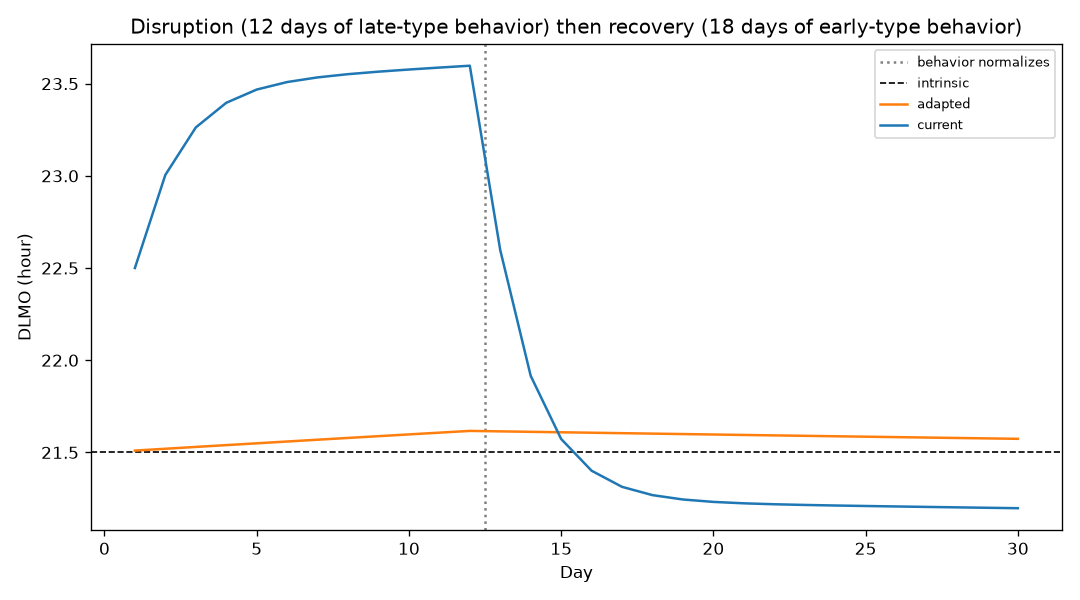 Disruption (12 days of late-type behavior) then recovery (18 days of early-type behavior)
behavior normalizes
intrinsic
adapted
current
DLMO (hour)
23.5
23.0
22.5
22.0
21.5
0 5 10 15 20 25 30
Day